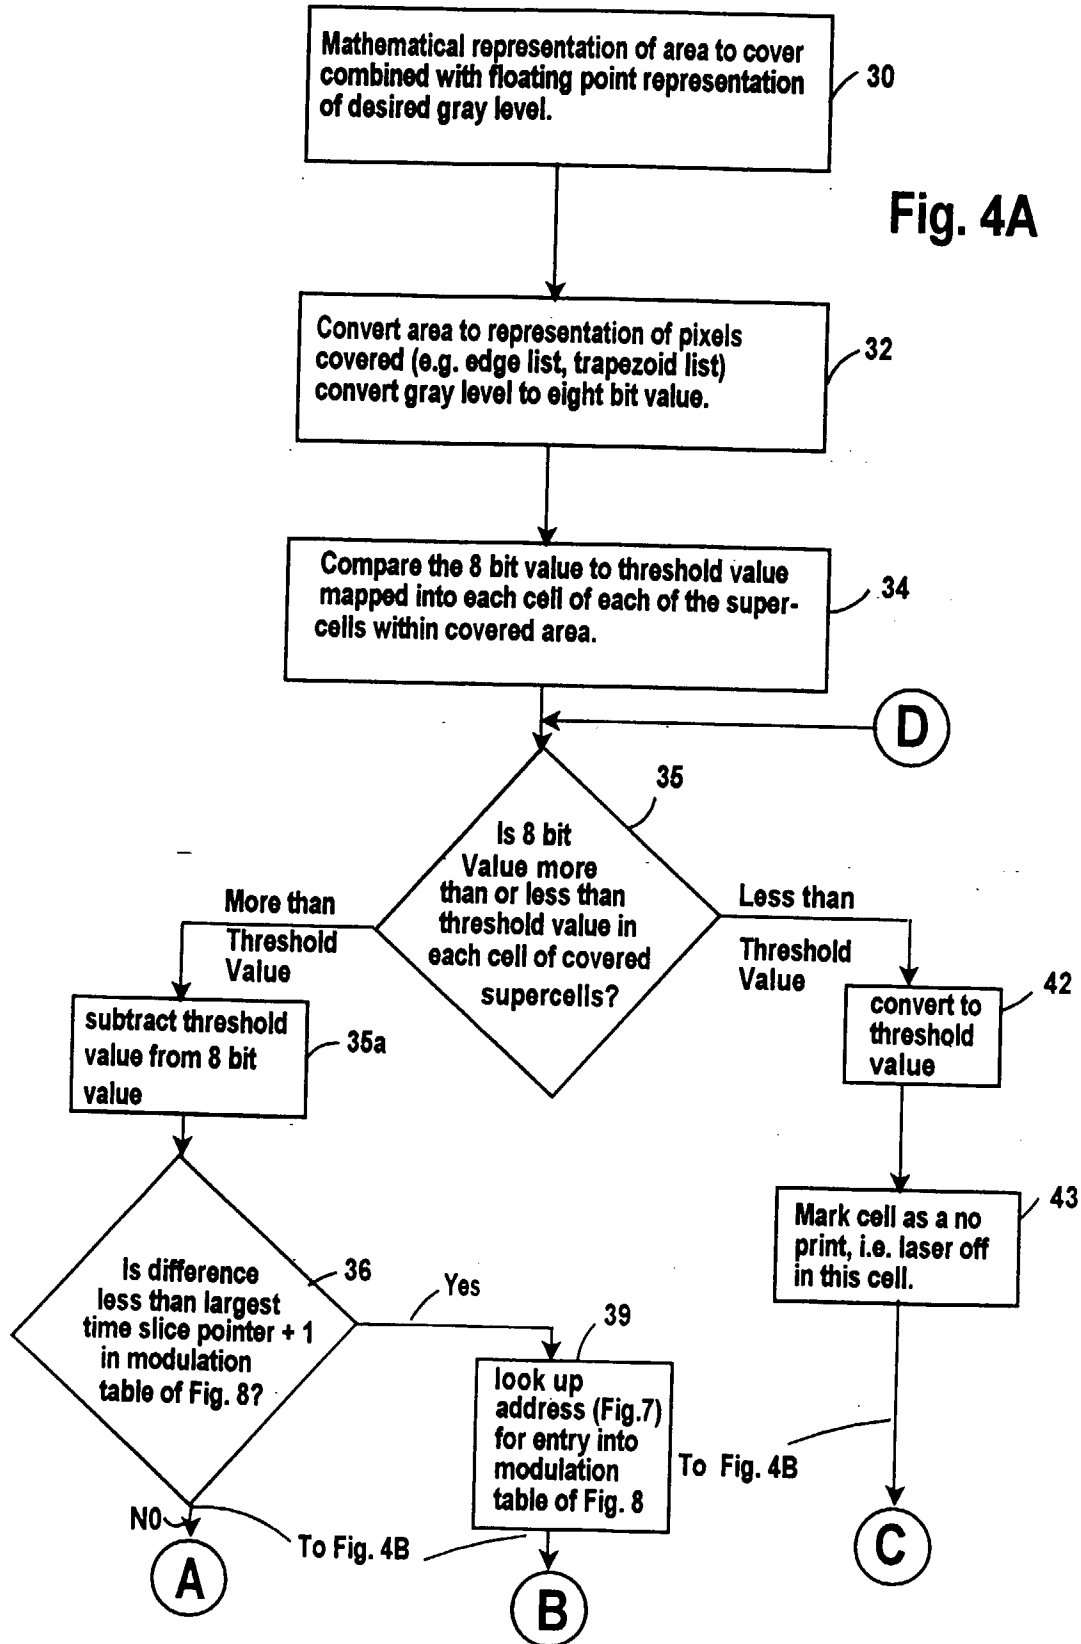 Mathematical representation of area to cover
combined with floating point representation
of desired gray level.
30
Fig. 4A
Convert area to representation of pixels
covered (e.g. edge list, trapezoid list)
convert gray level to eight bit value.
32
Compare the 8 bit value to threshold value
mapped into each cell of each of the super-
cells within covered area.
34
D
35
Is 8 bit
Value more
than or less than
threshold value in
each cell of covered
supercells?
More than
Threshold
Value
Less than
Threshold
Value
subtract threshold
value from 8 bit
value
35a
convert to
threshold
value
42
Mark cell as a no
print, i.e. laser off
in this cell.
43
Is difference
less than largest
time slice pointer + 1
in modulation
table of Fig. 8?
36
Yes
39
look up
address (Fig.7)
for entry into
modulation
table of Fig. 8
To Fig. 4B
NO
To Fig. 4B
A
B
C